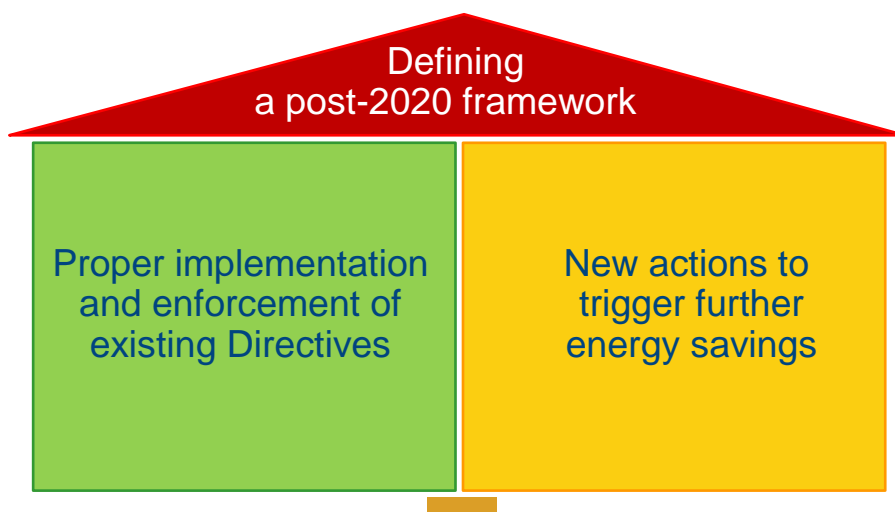 Defining
a post-2020 framework
Proper implementation
and enforcement of
existing Directives
New actions to
trigger further
energy savings